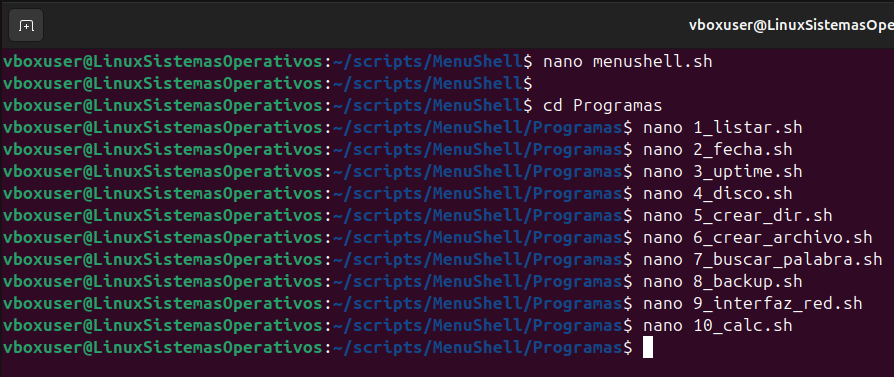 vboxuser@LinuxSistemasOpe
vboxuser@LinuxSistemasOperativos:~/scripts/MenuShell$ nano menushell.sh
vboxuser@LinuxSistemasOperativos:~/scripts/MenuShell$
vboxuser@LinuxSistemasOperativos:~/scripts/MenuShell$ cd Programas
vboxuser@LinuxSistemasOperativos:~/scripts/MenuShell/Programas$ nano 1_listar.sh
vboxuser@LinuxSistemasOperativos:~/scripts/MenuShell/Programas$ nano 2_fecha.sh
vboxuser@LinuxSistemasOperativos:~/scripts/MenuShell/Programas$ nano 3_uptime.sh
vboxuser@LinuxSistemasOperativos:~/scripts/MenuShell/Programas$ nano 4_disco.sh
vboxuser@LinuxSistemasOperativos:~/scripts/MenuShell/Programas$ nano 5_crear_dir.sh
vboxuser@LinuxSistemasOperativos:~/scripts/MenuShell/Programas$ nano 6_crear_archivo.sh
vboxuser@LinuxSistemasOperativos:~/scripts/MenuShell/Programas$ nano 7_buscar_palabra.sh
vboxuser@LinuxSistemasOperativos:~/scripts/MenuShell/Programas$ nano 8_backup.sh
vboxuser@LinuxSistemasOperativos:~/scripts/MenuShell/Programas$ nano 9_interfaz_red.sh
vboxuser@LinuxSistemasOperativos:~/scripts/MenuShell/Programas$ nano 10_calc.sh
vboxuser@LinuxSistemasOperativos:~/scripts/MenuShell/Programas$